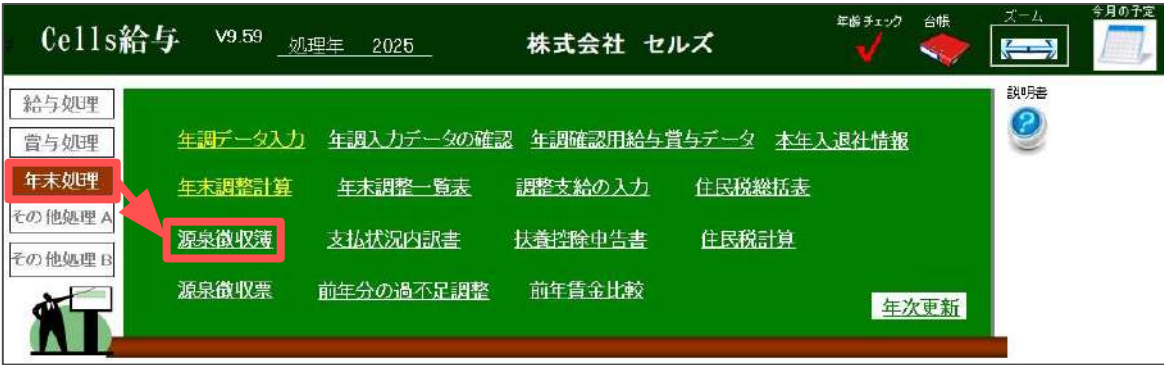 Cells給与 V9.59 処理年 2025 株式会社 セルズ 年齢チェック 台帳 ズーム 今月の予定
給与処理
賞与処理
年末処理
その他処理 A
その他処理 B
年調データ入力 年調入力データの確認 年調確認用給与賞与データ 本年入退社情報
年末調整計算 年末調整一覧表 調整支給の入力 住民税総括表
源泉徴収簿 支払状況内訳書 扶養控除申告書 住民税計算
源泉徴収票 前年分の過不足調整 前年賃金比較
年次更新
説明書